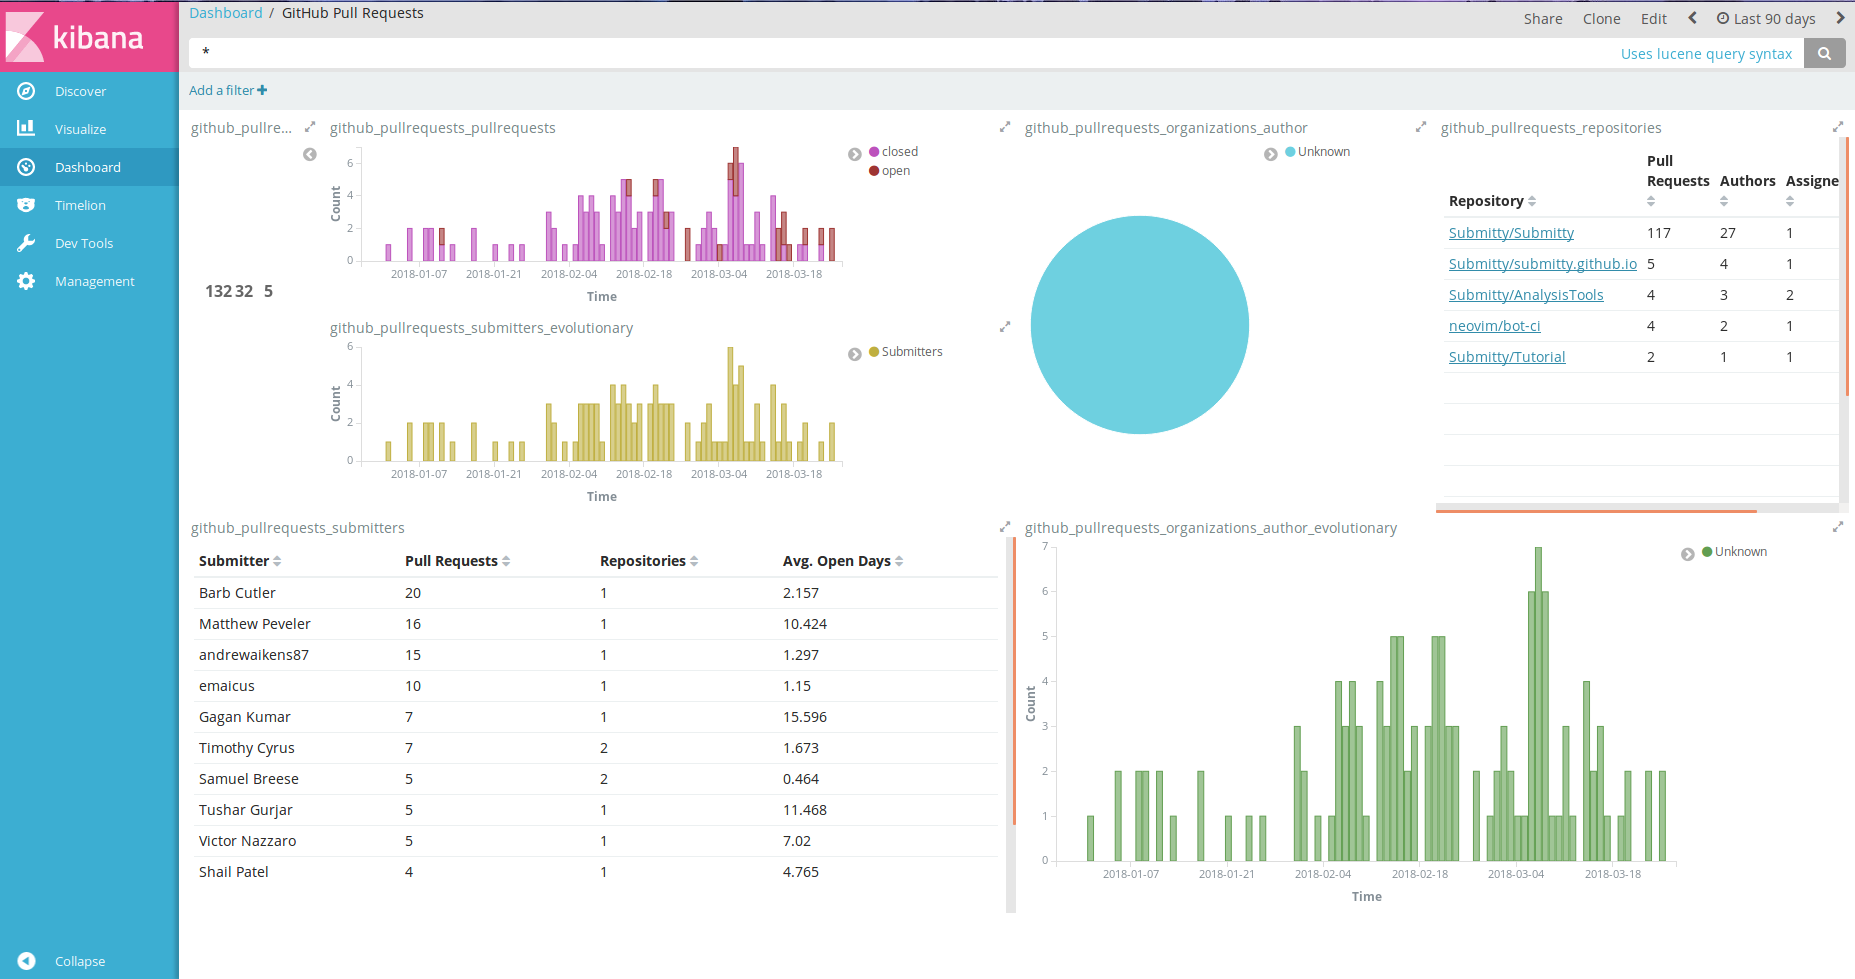 kibana
Discover
Visualize
Dashboard
Timelion
Dev Tools
Management
Collapse
Dashboard / GitHub Pull Requests
Share Clone Edit Last 90 days
*
Uses lucene query syntax
Add a filter +
github_pullre...
132 32 5
github_pullrequests_pullrequests
closed
open
Count
6
4
2
0
2018-01-07 2018-01-21 2018-02-04 2018-02-18 2018-03-04 2018-03-18
Time
github_pullrequests_submitters_evolutionary
Submitters
Count
6
4
2
0
2018-01-07 2018-01-21 2018-02-04 2018-02-18 2018-03-04 2018-03-18
Time
github_pullrequests_organizations_author
Unknown
github_pullrequests_repositories
Repository Pull Requests Authors Assigne
Submitty/Submitty 117 27 1
Submitty/submitty.github.io 5 4 1
Submitty/AnalysisTools 4 3 2
neovim/bot-ci 4 2 1
Submitty/Tutorial 2 1 1
github_pullrequests_submitters
Submitter Pull Requests Repositories Avg. Open Days
Barb Cutler 20 1 2.157
Matthew Peveler 16 1 10.424
andrewaikens87 15 1 1.297
emaicus 10 1 1.15
Gagan Kumar 7 1 15.596
Timothy Cyrus 7 2 1.673
Samuel Breese 5 2 0.464
Tushar Gurjar 5 1 11.468
Victor Nazzaro 5 1 7.02
Shail Patel 4 1 4.765
github_pullrequests_organizations_author_evolutionary
Unknown
Count
7
6
5
4
3
2
1
0
2018-01-07 2018-01-21 2018-02-04 2018-02-18 2018-03-04 2018-03-18
Time